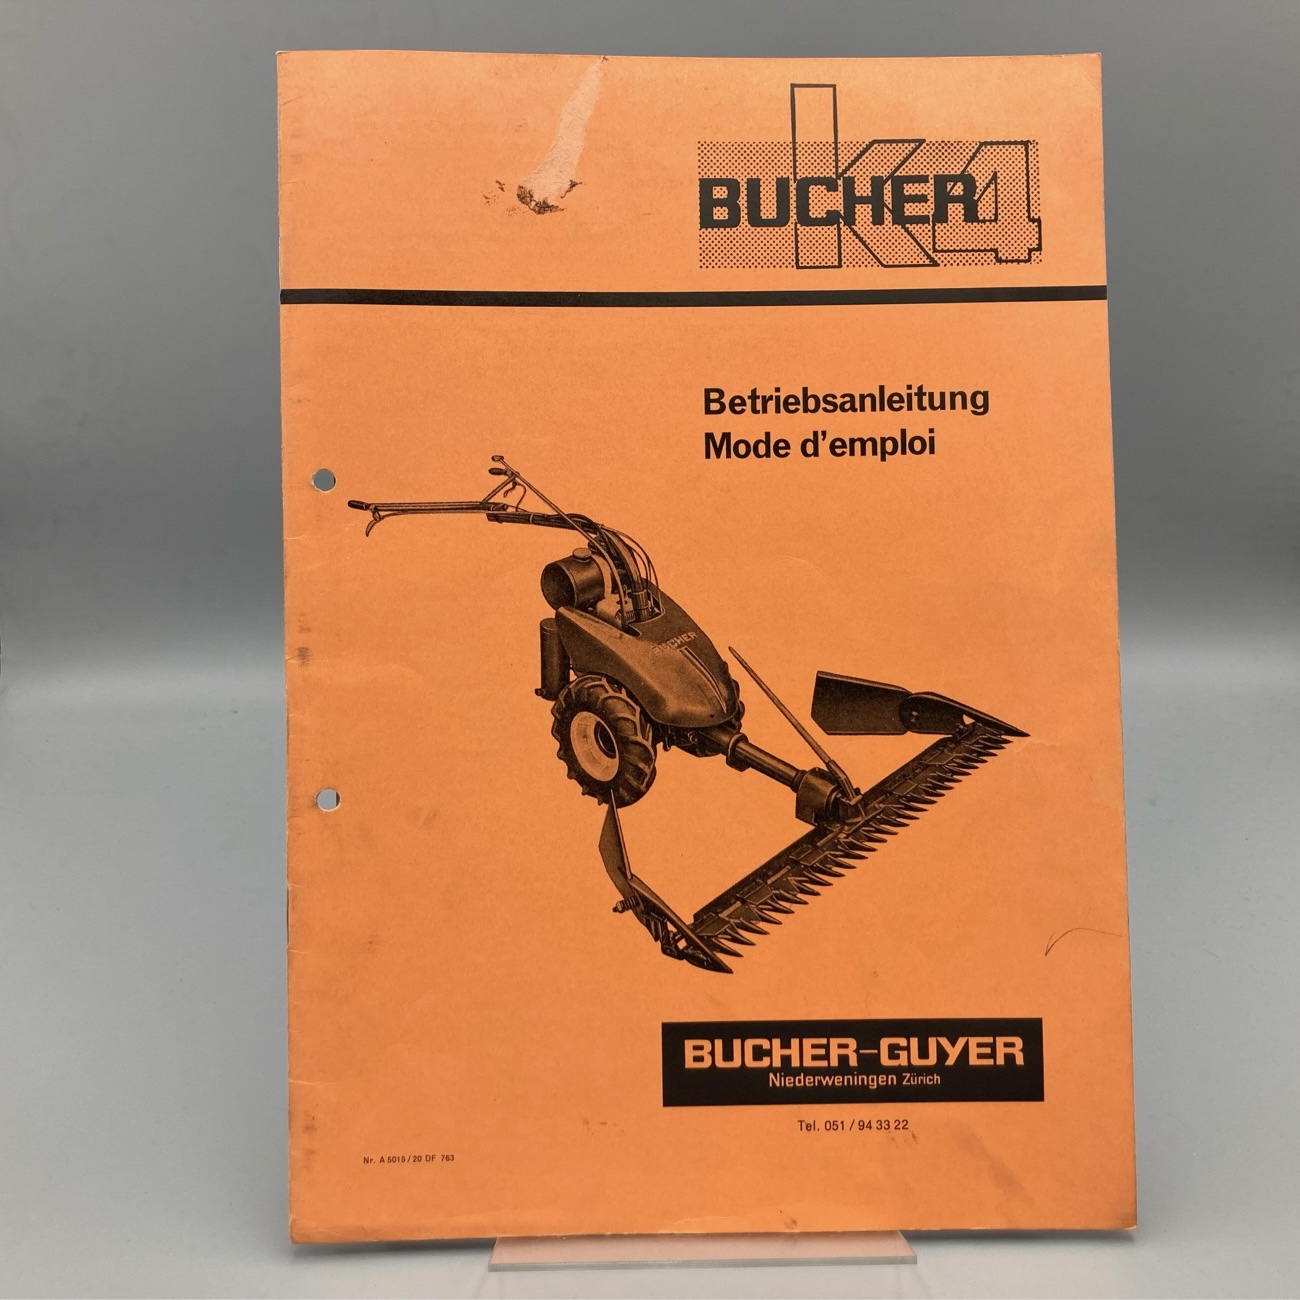 BUCHER K4
Betriebsanleitung
Mode d'emploi
BUCHER
BUCHER-GUYER
Niederweningen Zürich
Tel. 051 / 94 33 22
Nr. A 5015 / 20 DF 763